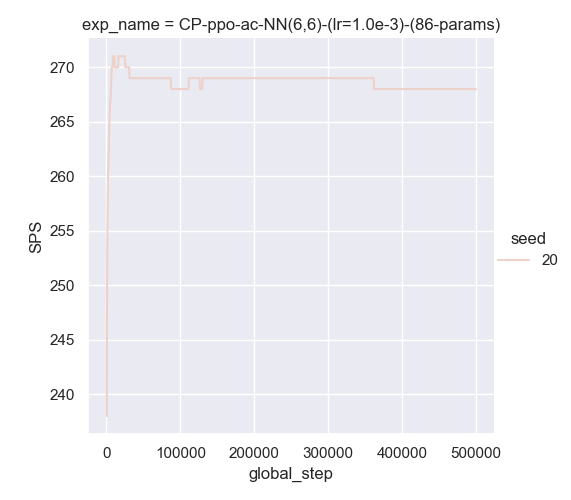 exp_name = CP-ppo-ac-NN(6,6)-(lr=1.0e-3)-(86-params)
270
265
260
255
250
245
240
SPS
0 100000 200000 300000 400000 500000
global_step
seed
20